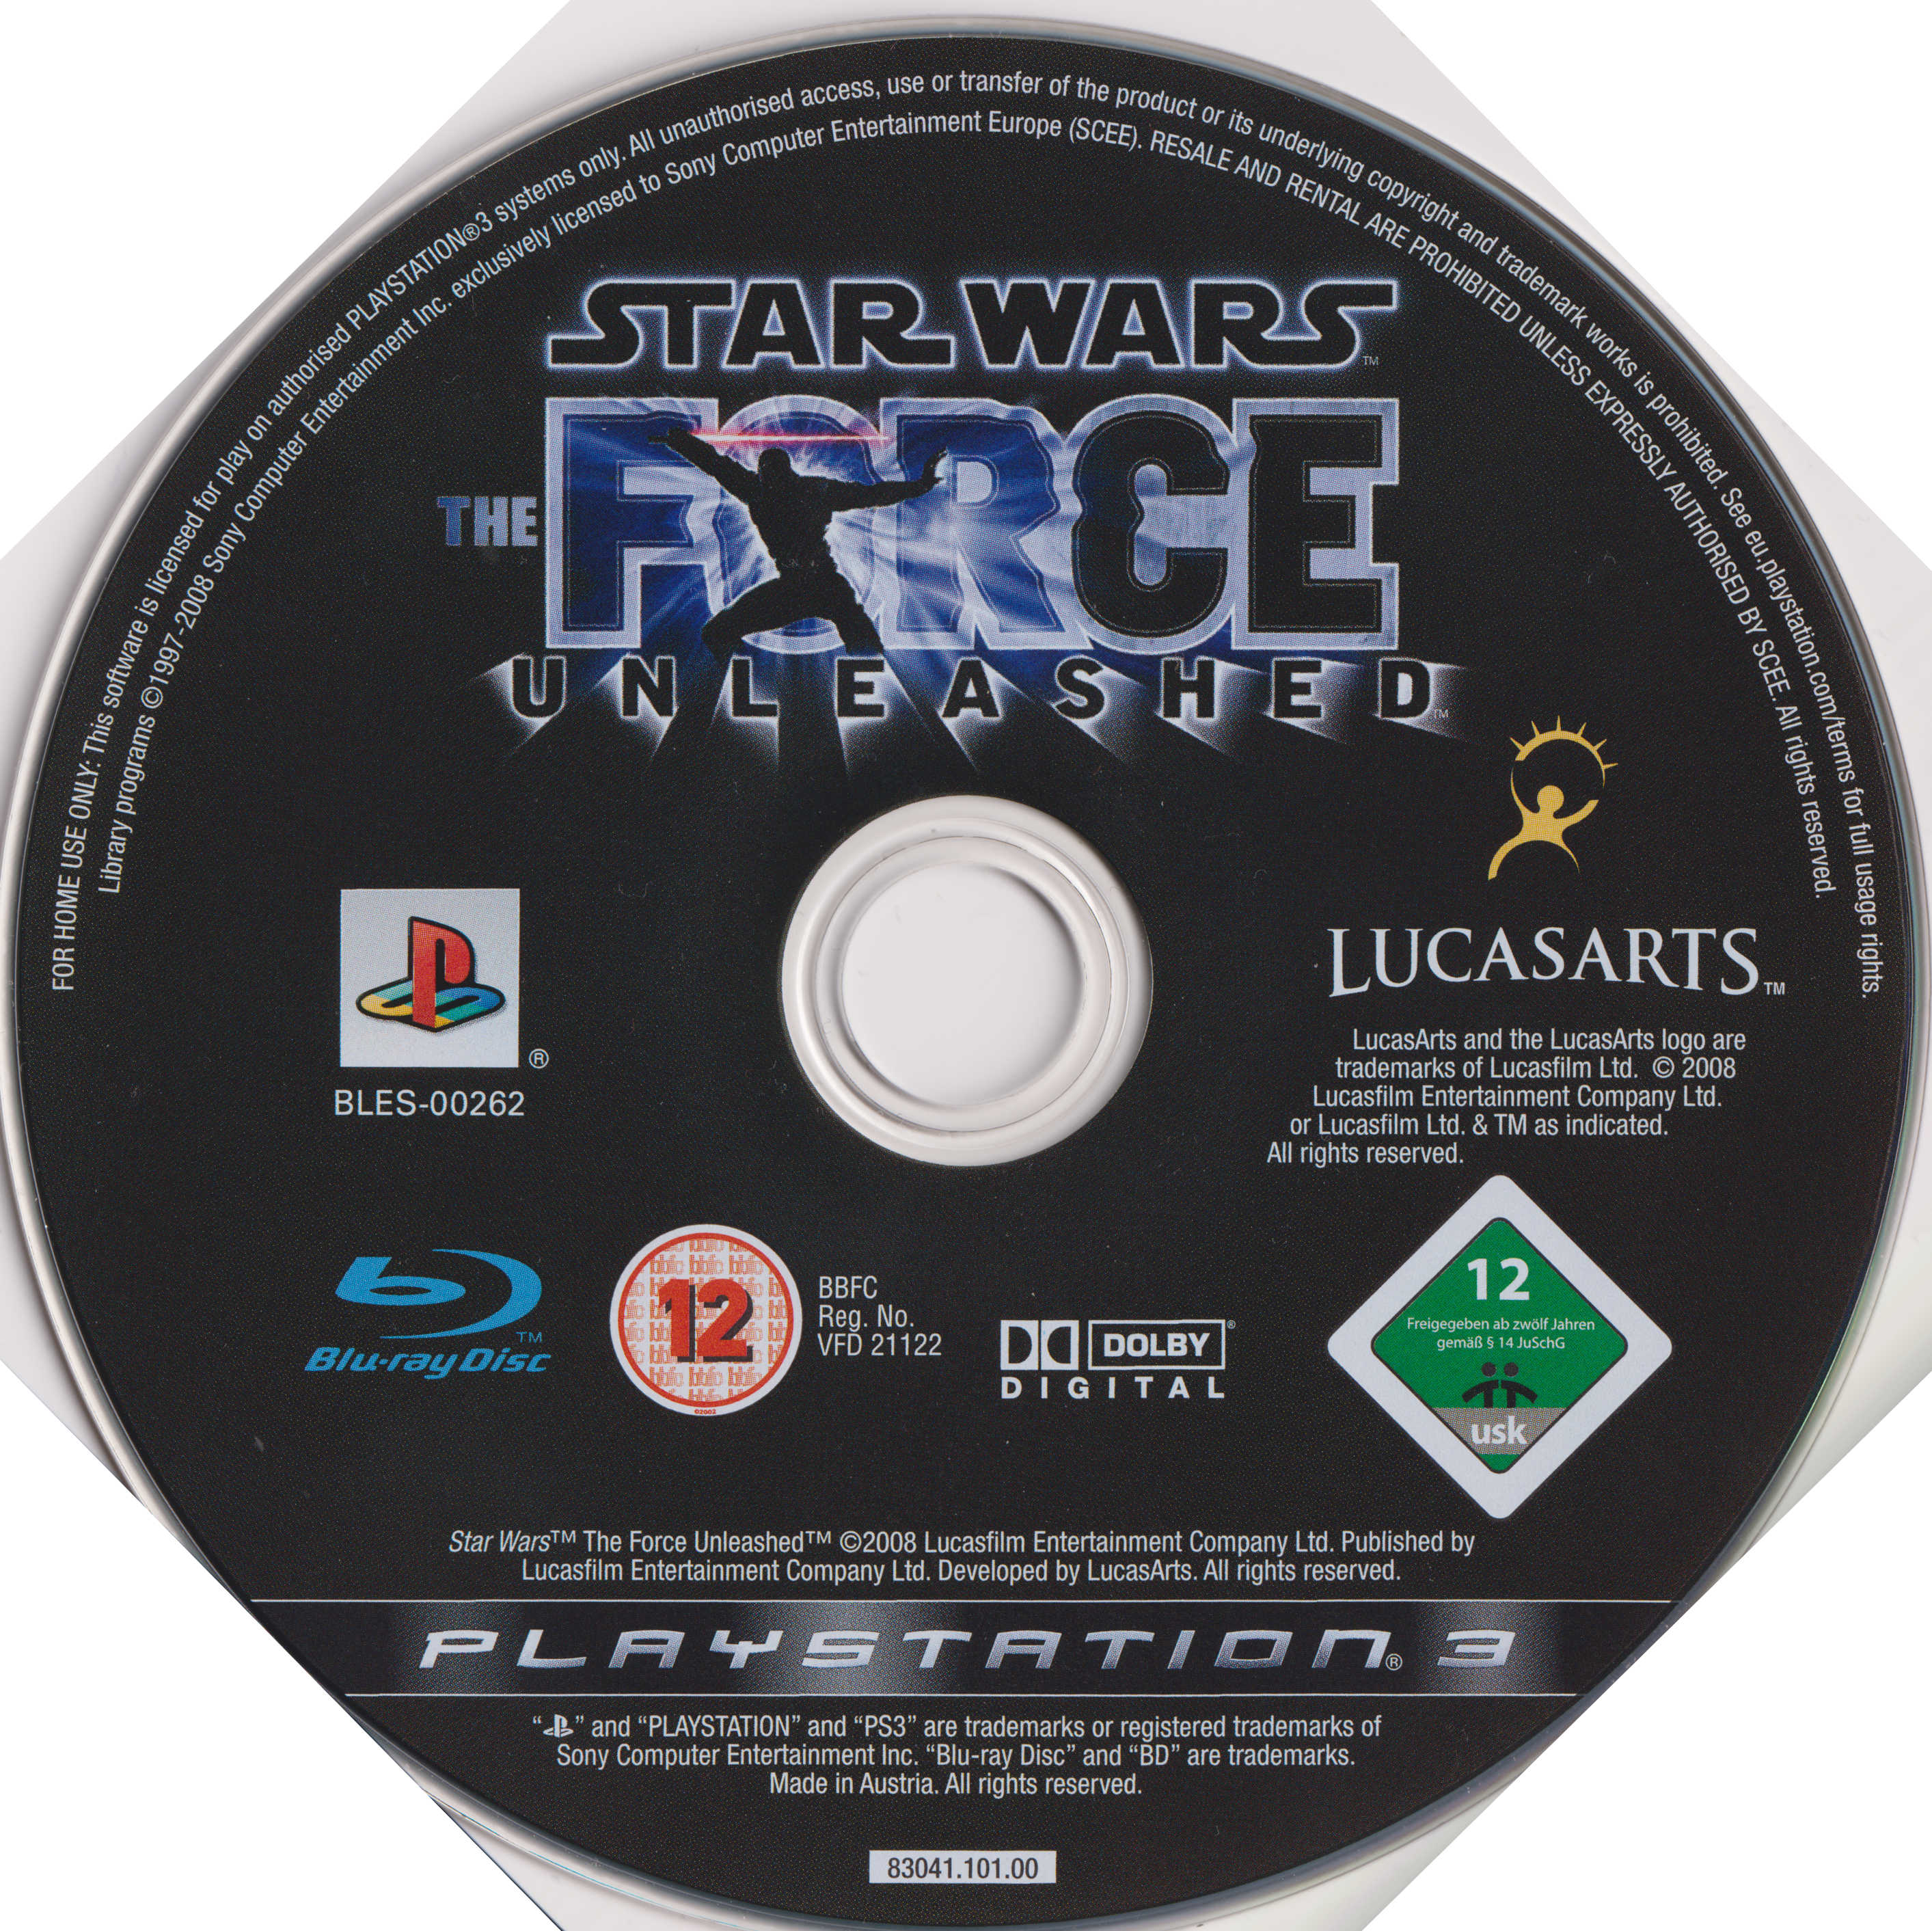 FOR HOME USE ONLY: This software is licensed for play on authorised PLAYSTATION®3 systems only. All unauthorised access, use or transfer of the product or its underlying copyright and trademark works is prohibited. See eu.playstation.com/terms for full usage rights.
Library programs ©1997-2008 Sony Computer Entertainment Inc. exclusively licensed to Sony Computer Entertainment Europe (SCEE). RESALE AND RENTAL ARE PROHIBITED UNLESS EXPRESSLY AUTHORISED BY SCEE. All rights reserved.
STAR WARS™
THE FORCE
UNLEASHED™
LUCASARTS™
LucasArts and the LucasArts logo are
trademarks of Lucasfilm Ltd. © 2008
Lucasfilm Entertainment Company Ltd.
or Lucasfilm Ltd. & TM as indicated.
All rights reserved.
®
BLES-00262
TM
Blu-ray Disc
bbfc
12
©2002
BBFC
Reg. No.
VFD 21122
DOLBY®
DIGITAL
12
Freigegeben ab zwölf Jahren
gemäß § 14 JuSchG
usk
Star Wars™ The Force Unleashed™ ©2008 Lucasfilm Entertainment Company Ltd. Published by
Lucasfilm Entertainment Company Ltd. Developed by LucasArts. All rights reserved.
PLAYSTATION® 3
“ ” and “PLAYSTATION” and “PS3” are trademarks or registered trademarks of
Sony Computer Entertainment Inc. “Blu-ray Disc” and “BD” are trademarks.
Made in Austria. All rights reserved.
83041.101.00